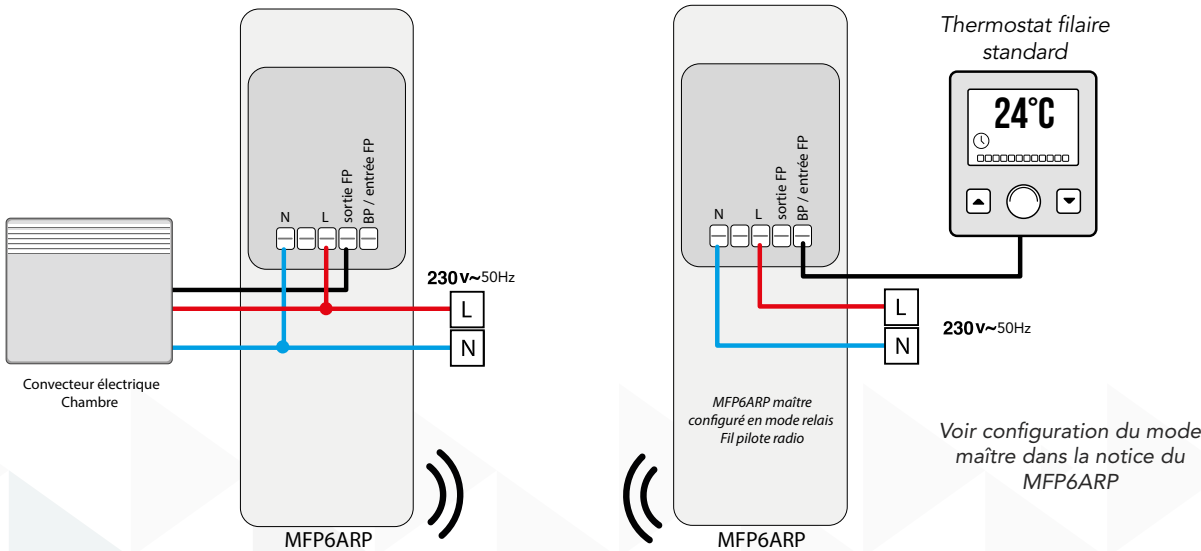 N
L
sortie FP
BP / entrée FP
230v~50Hz
L
N
Convecteur électrique
Chambre
MFP6ARP
N
L
sortie FP
BP / entrée FP
Thermostat filaire
standard
24°C
L
N
230v~50Hz
MFP6ARP maître
configuré en mode relais
Fil pilote radio
Voir configuration du mode
maître dans la notice du
MFP6ARP
MFP6ARP